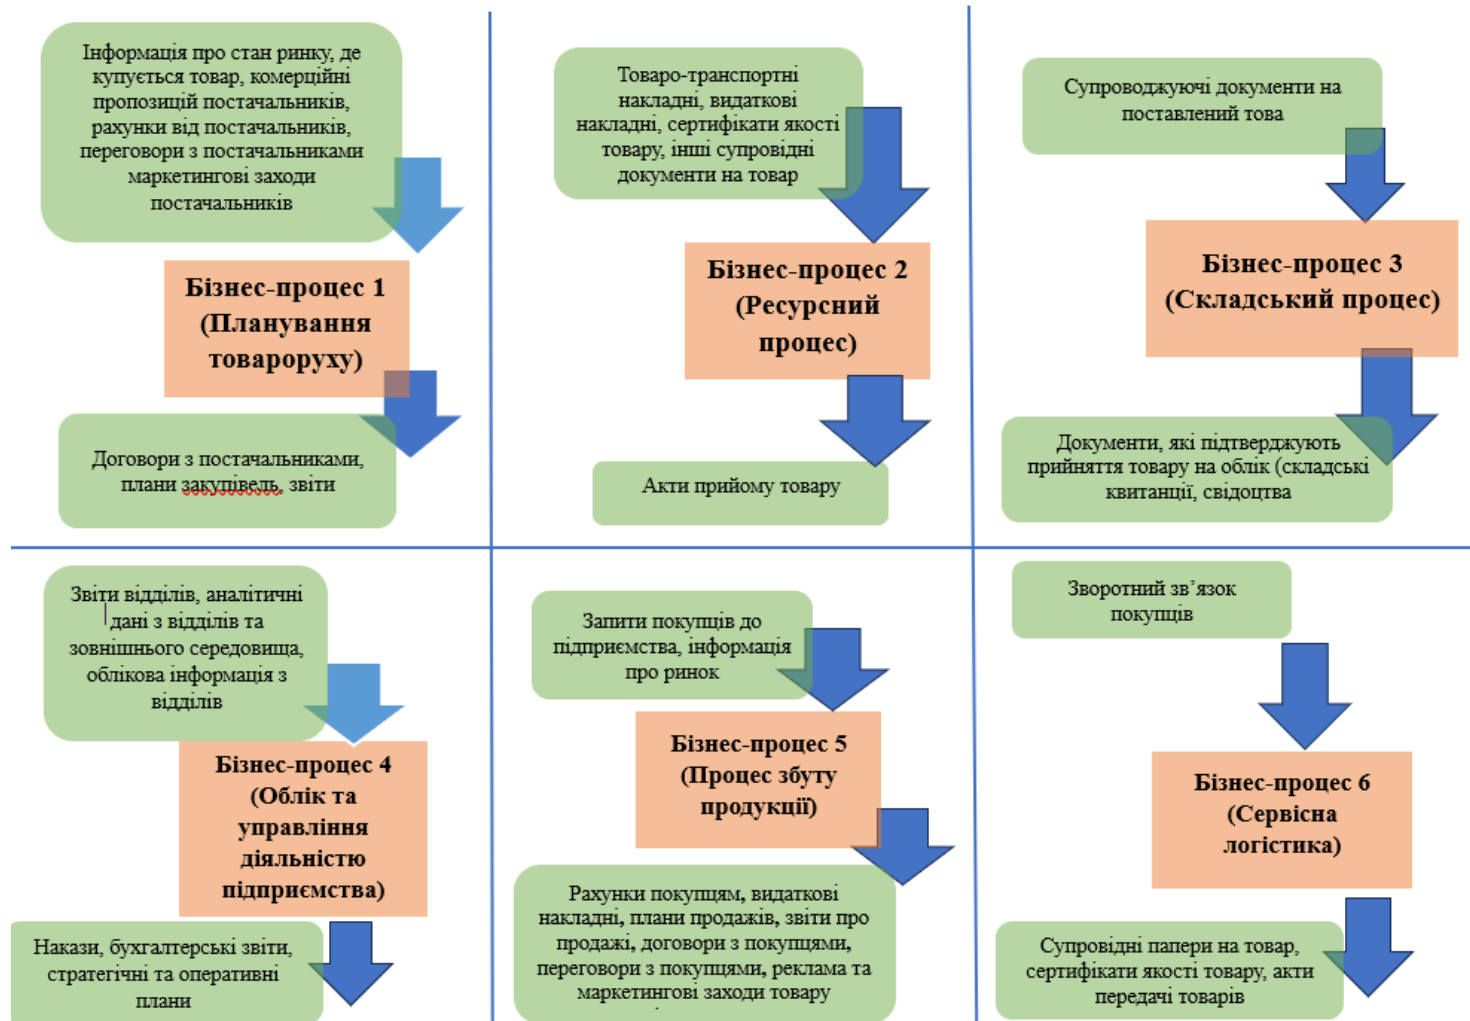 Інформація про стан ринку, де
купується товар, комерційні
пропозицій постачальників,
рахунки від постачальників,
переговори з постачальниками
маркетингові заходи
постачальників
Бізнес-процес 1
(Планування
товароруху)
Договори з постачальниками,
плани закупівель, звіти
Товаро-транспортні
накладні, видаткові
накладні, сертифікати якості
товару, інші супровідні
документи на товар
Бізнес-процес 2
(Ресурсний
процес)
Акти прийому товару
Супроводжуючі документи на
поставлений това
Бізнес-процес 3
(Складський процес)
Документи, які підтверджують
прийняття товару на облік (складські
квитанції, свідоцтва
Звіти відділів, аналітичні
дані з відділів та
зовнішнього середовища,
облікова інформація з
відділів
Бізнес-процес 4
(Облік та
управління
діяльністю
підприємства)
Накази, бухгалтерські звіти,
стратегічні та оперативні
плани
Запити покупців до
підприємства, інформація
про ринок
Бізнес-процес 5
(Процес збуту
продукції)
Рахунки покупцям, видаткові
накладні, плани продажів, звіти про
продажі, договори з покупцями,
переговори з покупцями, реклама та
маркетингові заходи товару
Зворотний зв’язок
покупців
Бізнес-процес 6
(Сервісна
логістика)
Супровідні папери на товар,
сертифікати якості товару, акти
передачі товарів